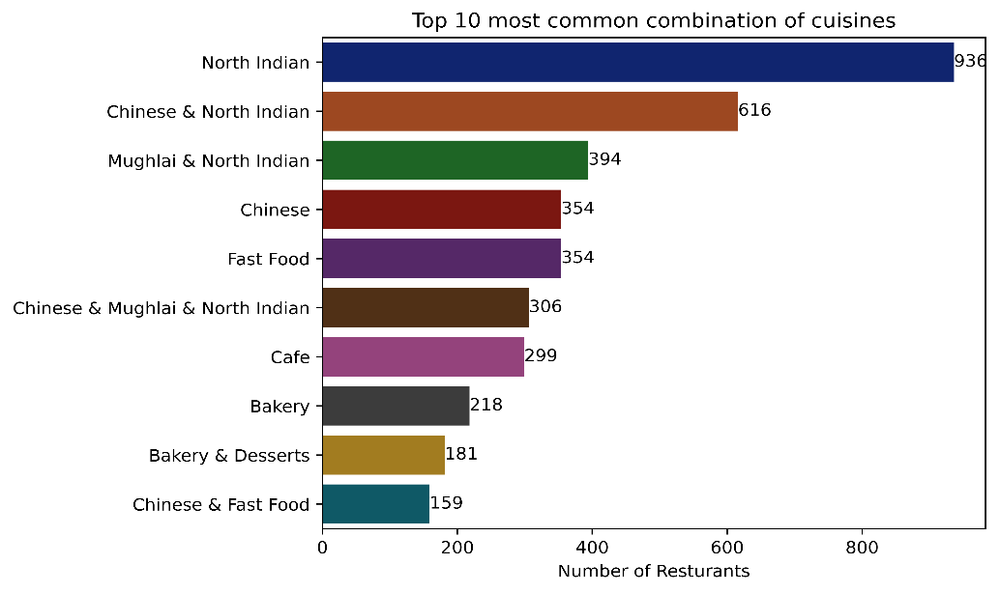 Top 10 most common combination of cuisines
North Indian 936
Chinese & North Indian 616
Mughlai & North Indian 394
Chinese 354
Fast Food 354
Chinese & Mughlai & North Indian 306
Cafe 299
Bakery 218
Bakery & Desserts 181
Chinese & Fast Food 159
0 200 400 600 800
Number of Resturants